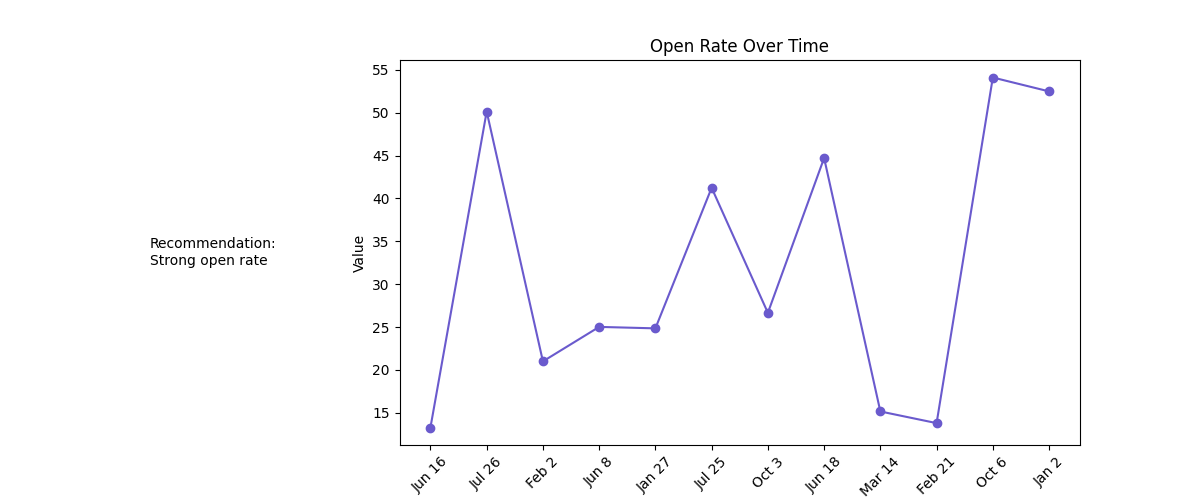 Open Rate Over Time
Recommendation:
Strong open rate
Value
55
50
45
40
35
30
25
20
15
Jun 16
Jul 26
Feb 2
Jun 8
Jan 27
Jul 25
Oct 3
Jun 18
Mar 14
Feb 21
Oct 6
Jan 2